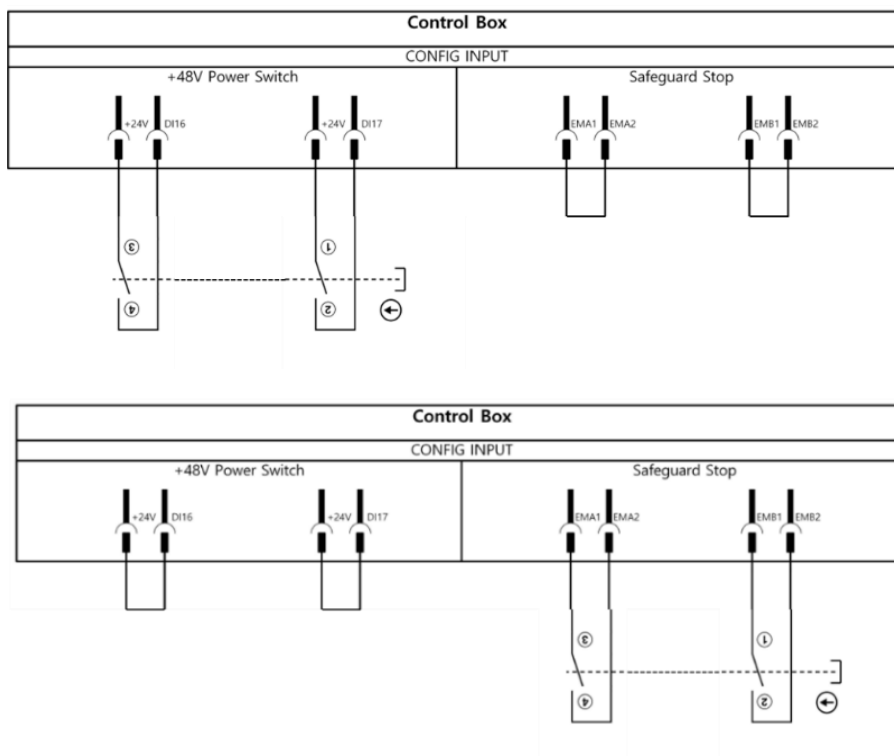 Control Box
CONFIG INPUT
+48V Power Switch Safeguard Stop
+24V DI16 +24V DI17 EMA1 EMA2 EMB1 EMB2
③ ①
④ ②
Control Box
CONFIG INPUT
+48V Power Switch Safeguard Stop
+24V DI16 +24V DI17 EMA1 EMA2 EMB1 EMB2
③ ①
④ ②